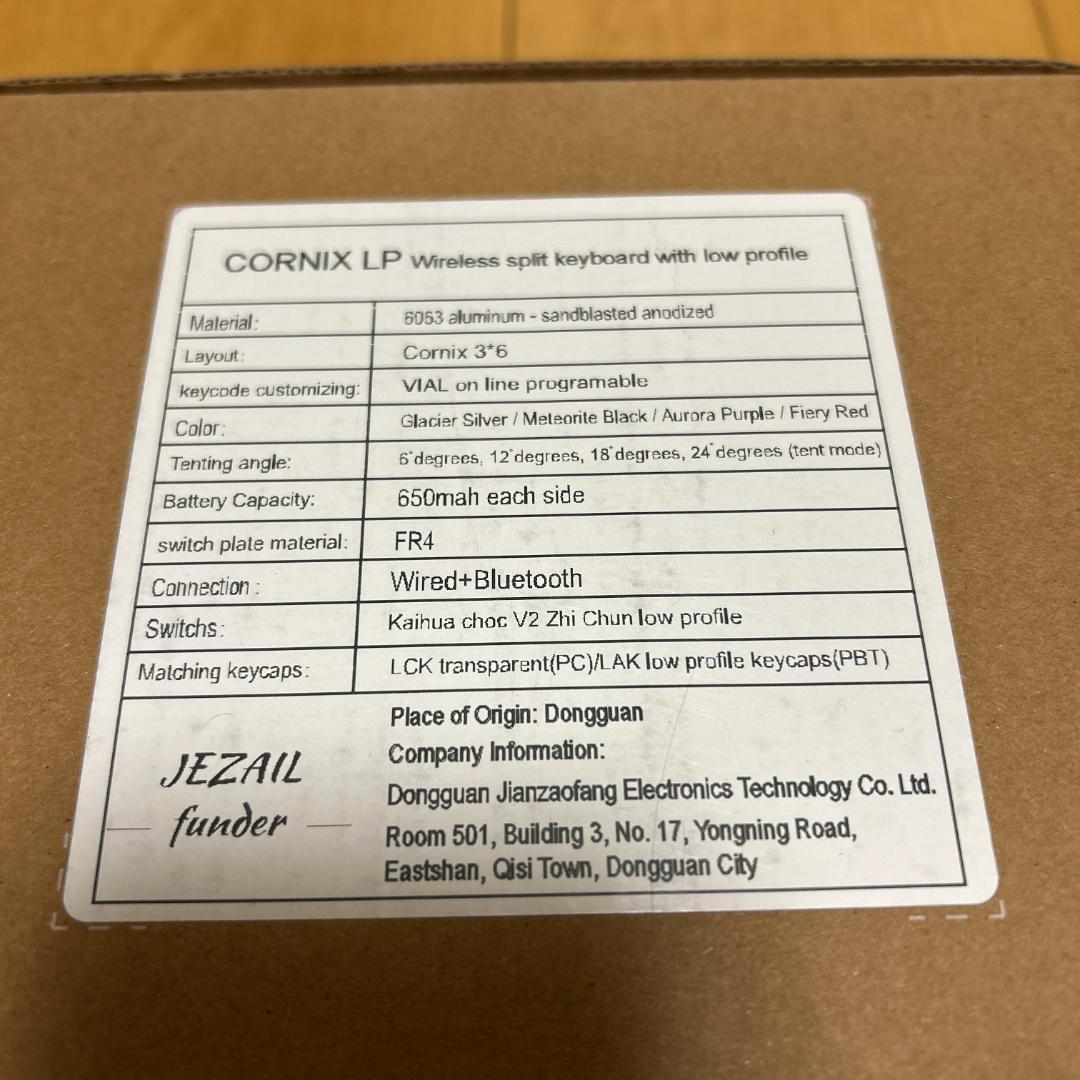 CORNIX LP Wireless split keyboard with low profile
Material: 6063 aluminum - sandblasted anodized
Layout: Cornix 3*6
keycode customizing: VIAL on line programable
Color: Glacier Silver / Meteorite Black / Aurora Purple / Fiery Red
Tenting angle: 6°degrees, 12°degrees, 18°degrees, 24°degrees (tent mode)
Battery Capacity: 650mah each side
switch plate material: FR4
Connection : Wired+Bluetooth
Switchs: Kaihua choc V2 Zhi Chun low profile
Matching keycaps: LCK transparent(PC)/LAK low profile keycaps(PBT)
JEZAIL
funder
Place of Origin: Dongguan
Company Information:
Dongguan Jianzaofang Electronics Technology Co. Ltd.
Room 501, Building 3, No. 17, Yongning Road,
Eastshan, Qisi Town, Dongguan City